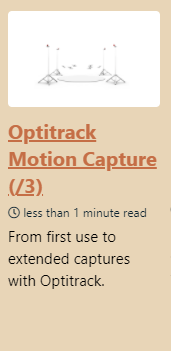 Optitrack
Motion Capture
(/3)
less than 1 minute read
From first use to
extended captures
with Optitrack.